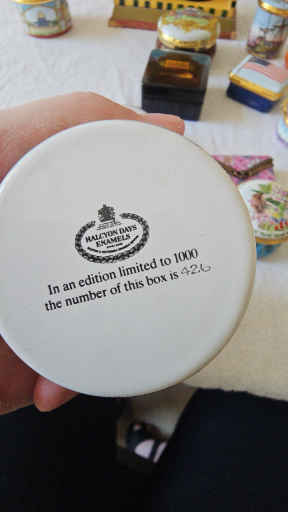 HALCYON DAYS
ENAMELS
In an edition limited to 1000
the number of this box is 426